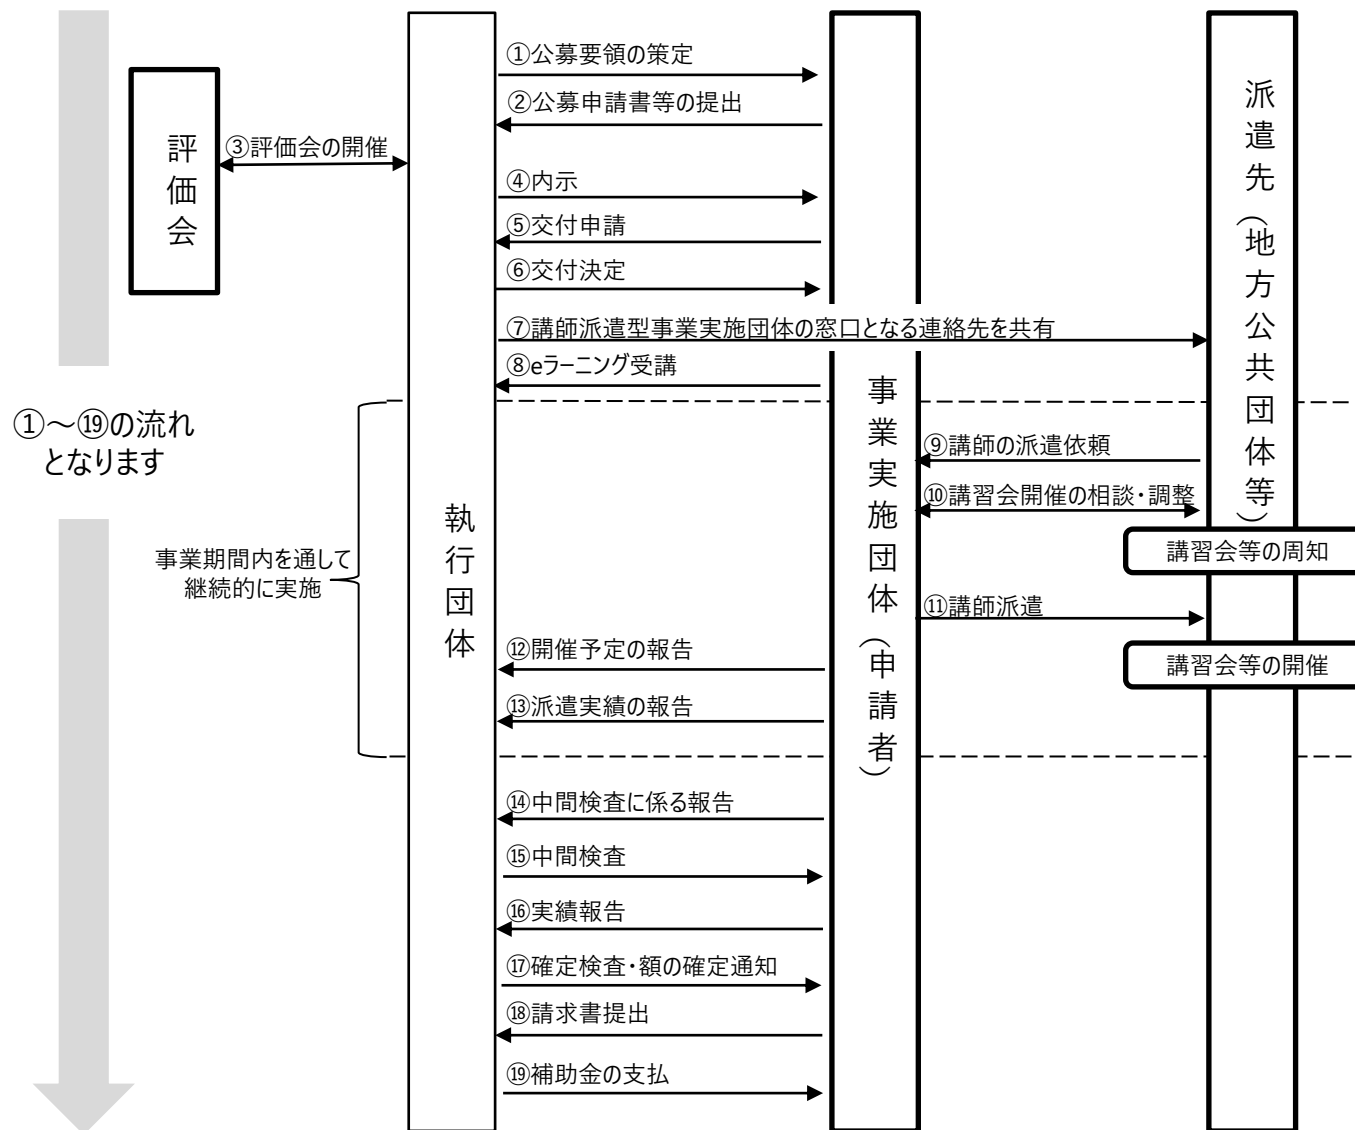 ①公募要領の策定
②公募申請書等の提出
評価会
③評価会の開催
④内示
⑤交付申請
⑥交付決定
⑦講師派遣型事業実施団体の窓口となる連絡先を共有
⑧eラーニング受講
①～⑲の流れ
となります
派遣先(地方公共団体等)
事業実施団体(申請者)
執行団体
⑨講師の派遣依頼
⑩講習会開催の相談・調整
講習会等の周知
事業期間内を通して
継続的に実施
⑪講師派遣
⑫開催予定の報告
講習会等の開催
⑬派遣実績の報告
⑭中間検査に係る報告
⑮中間検査
⑯実績報告
⑰確定検査・額の確定通知
⑱請求書提出
⑲補助金の支払